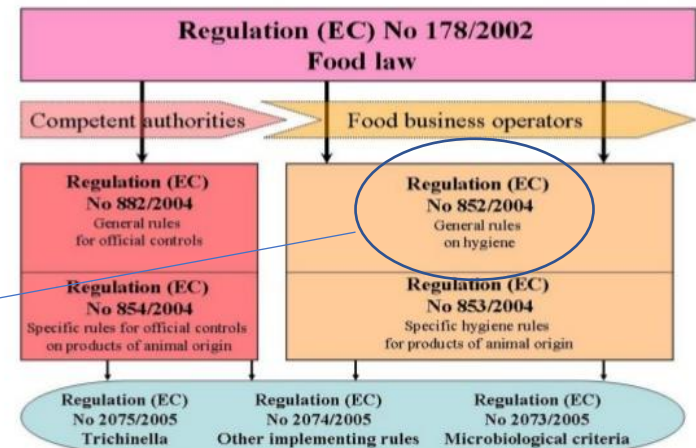 Regulation (EC) No 178/2002
Food law
Competent authorities
Food business operators
Regulation (EC)
No 882/2004
General rules
for official controls
Regulation (EC)
No 854/2004
Specific rules for official controls
on products of animal origin
Regulation (EC)
No 852/2004
General rules
on hygiene
Regulation (EC)
No 853/2004
Specific hygiene rules
for products of animal origin
Regulation (EC)
No 2075/2005
Trichinella
Regulation (EC)
No 2074/2005
Other implementing rules
Regulation (EC)
No 2073/2005
Microbiological criteria